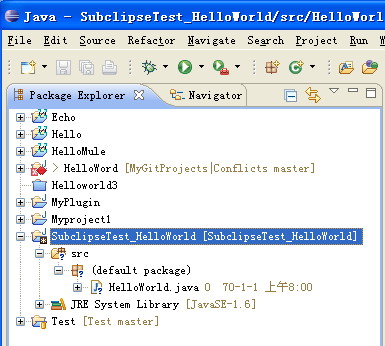 Java - SubclipseTest_HelloWorld/src/HelloWorl
File Edit Source Refactor Navigate Search Project Run W
Package Explorer Navigator
Echo
Hello
HelloMule
> HelloWord [MyGitProjects|Conflicts master]
Helloworld3
MyPlugin
Myproject1
SubclipseTest_HelloWorld [SubclipseTest_HelloWorld]
src
(default package)
HelloWorld.java 0 70-1-1 上午8:00
JRE System Library [JavaSE-1.6]
Test [Test master]